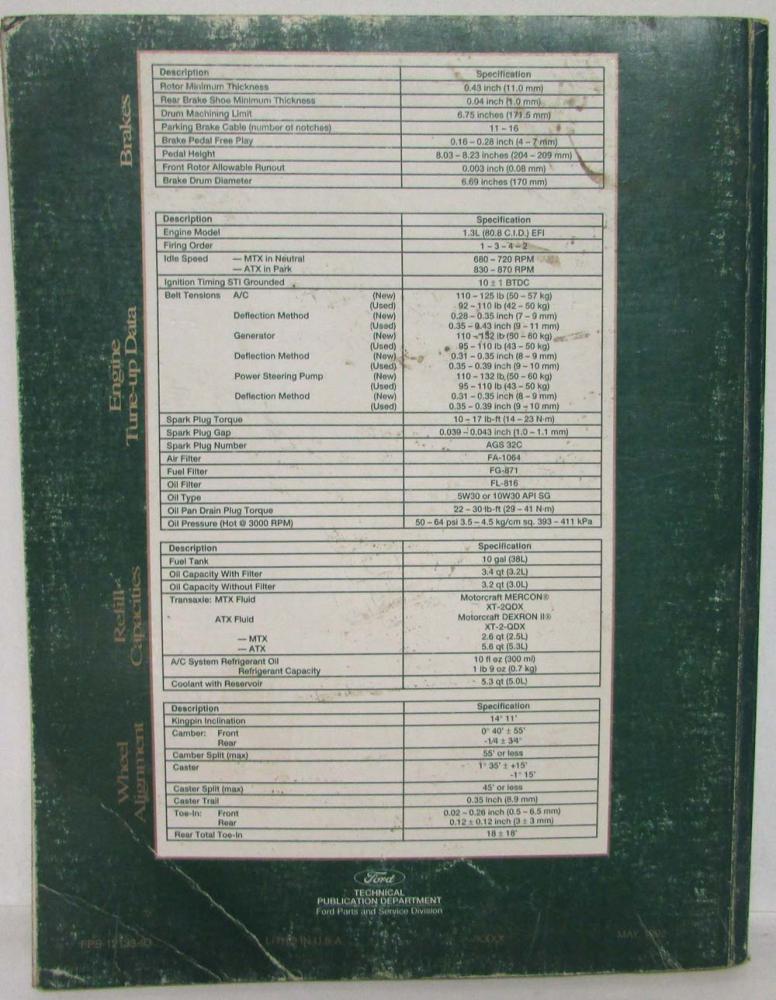 Brakes
Description Specification
Rotor Minimum Thickness 0.43 inch (11.0 mm)
Rear Brake Shoe Minimum Thickness 0.04 inch (1.0 mm)
Drum Machining Limit 6.75 inches (171.5 mm)
Parking Brake Cable (number of notches) 11 – 16
Brake Pedal Free Play 0.16 – 0.28 inch (4 – 7 mm)
Pedal Height 8.03 – 8.23 inches (204 – 209 mm)
Front Rotor Allowable Runout 0.003 inch (0.08 mm)
Brake Drum Diameter 6.69 inches (170 mm)
Engine
Tune-up Data
Description Specification
Engine Model 1.3L (80.8 C.I.D.) EFI
Firing Order 1 – 3 – 4 – 2
Idle Speed — MTX in Neutral 680 – 720 RPM
— ATX in Park 830 – 870 RPM
Ignition Timing STI Grounded 10 ± 1 BTDC
Belt Tensions A/C (New) 110 – 125 lb (50 – 57 kg)
(Used) 92 – 110 lb (42 – 50 kg)
Deflection Method (New) 0.28 – 0.35 inch (7 – 9 mm)
(Used) 0.35 – 0.43 inch (9 – 11 mm)
Generator (New) 110 – 132 lb (50 – 60 kg)
(Used) 95 – 110 lb (43 – 50 kg)
Deflection Method (New) 0.31 – 0.35 inch (8 – 9 mm)
(Used) 0.35 – 0.39 inch (9 – 10 mm)
Power Steering Pump (New) 110 – 132 lb (50 – 60 kg)
(Used) 95 – 110 lb (43 – 50 kg)
Deflection Method (New) 0.31 – 0.35 inch (8 – 9 mm)
(Used) 0.35 – 0.39 inch (9 – 10 mm)
Spark Plug Torque 10 – 17 lb-ft (14 – 23 N·m)
Spark Plug Gap 0.039 – 0.043 inch (1.0 – 1.1 mm)
Spark Plug Number AGS 32C
Air Filter FA-1064
Fuel Filter FG-871
Oil Filter FL-816
Oil Type 5W30 or 10W30 API SG
Oil Pan Drain Plug Torque 22 – 30 lb-ft (29 – 41 N·m)
Oil Pressure (Hot @ 3000 RPM) 50 – 64 psi 3.5 – 4.5 kg/cm sq. 393 – 411 kPa
Refill
Capacities
Description Specification
Fuel Tank 10 gal (38L)
Oil Capacity With Filter 3.4 qt (3.2L)
Oil Capacity Without Filter 3.2 qt (3.0L)
Transaxle: MTX Fluid Motorcraft MERCON®
XT-2QDX
ATX Fluid Motorcraft DEXRON II®
XT-2-QDX
— MTX 2.6 qt (2.5L)
— ATX 5.6 qt (5.3L)
A/C System Refrigerant Oil 10 fl oz (300 ml)
Refrigerant Capacity 1 lb 9 oz (0.7 kg)
Coolant with Reservoir 5.3 qt (5.0L)
Wheel
Alignment
Description Specification
Kingpin Inclination 14° 11'
Camber: Front 0° 40' ± 55'
Rear -1/4 ± 3/4°
Camber Split (max) 55' or less
Caster 1° 35' ± +15'
-1° 15'
Caster Split (max) 45' or less
Caster Trail 0.35 inch (8.9 mm)
Toe-In: Front 0.02 – 0.26 inch (0.5 – 6.5 mm)
Rear 0.12 ± 0.12 inch (3 ± 3 mm)
Rear Total Toe-In 18 ± 18'
Ford
TECHNICAL
PUBLICATION DEPARTMENT
Ford Parts and Service Division
LITHO IN U.S.A.
MAY,